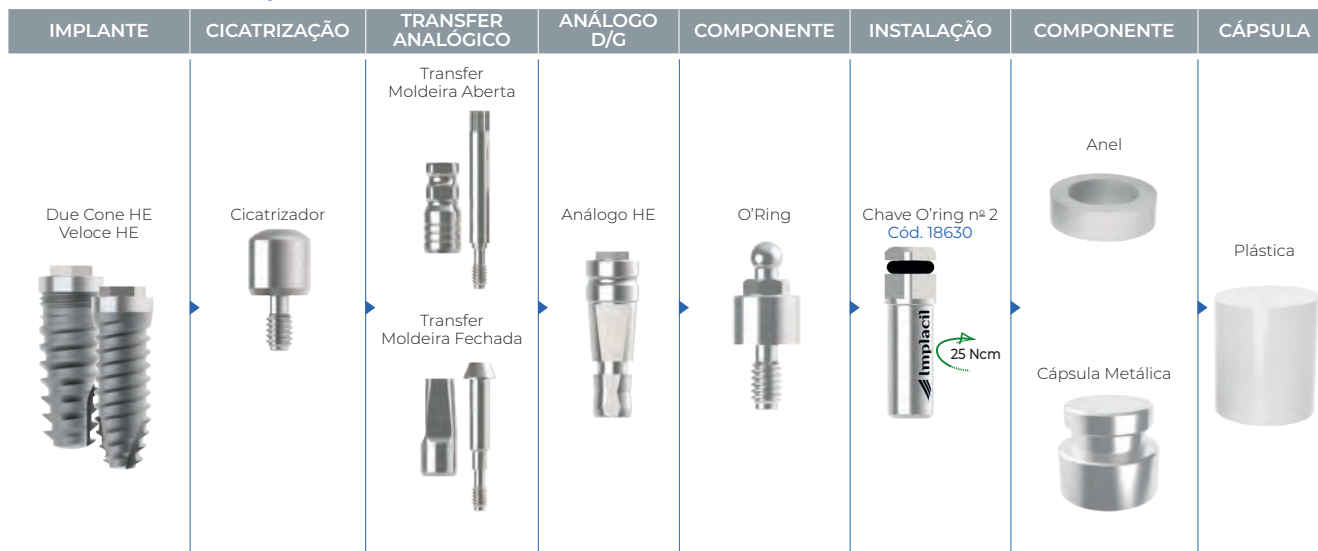 IMPLANTE
CICATRIZAÇÃO
TRANSFER
ANALÓGICO
ANÁLOGO
D/G
COMPONENTE
INSTALAÇÃO
COMPONENTE
CÁPSULA
Due Cone HE
Veloce HE
Cicatrizador
Transfer
Moldeira Aberta
Transfer
Moldeira Fechada
Análogo HE
O’Ring
Chave O’ring nº 2
Cód. 18630
Implacil
25 Ncm
Anel
Cápsula Metálica
Plástica